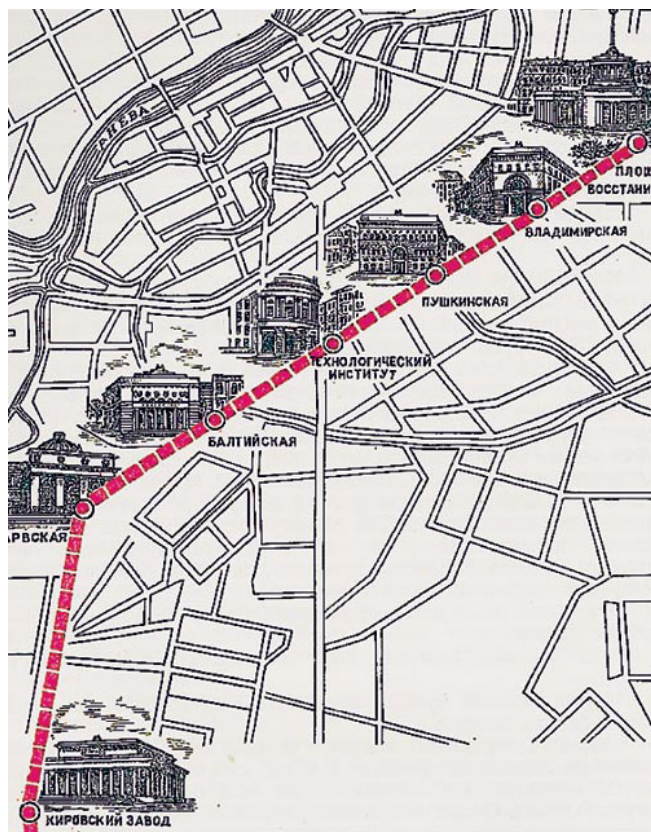 Р. НЕВА
ПЛОЩ
ВОССТАНИ
ВЛАДИМИРСКАЯ
ПУШКИНСКАЯ
ТЕХНОЛОГИЧЕСКИЙ
ИНСТИТУТ
БАЛТИЙСКАЯ
АРВСКАЯ
КИРОВСКИЙ ЗАВОД